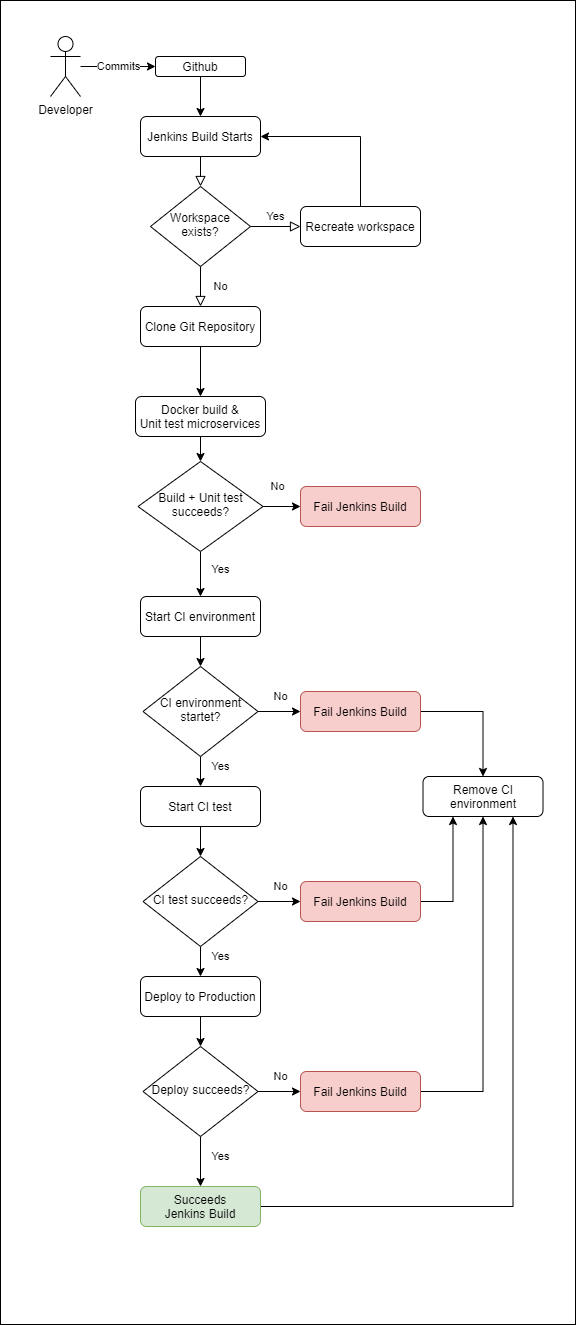 Commits
Github
Developer
Jenkins Build Starts
Workspace
exists?
Yes
Recreate workspace
No
Clone Git Repository
Docker build &
Unit test microservices
Build + Unit test
succeeds?
No
Fail Jenkins Build
Yes
Start CI environment
CI environment
startet?
No
Fail Jenkins Build
Yes
Remove CI
environment
Start CI test
CI test succeeds?
No
Fail Jenkins Build
Yes
Deploy to Production
Deploy succeeds?
No
Fail Jenkins Build
Yes
Succeeds
Jenkins Build